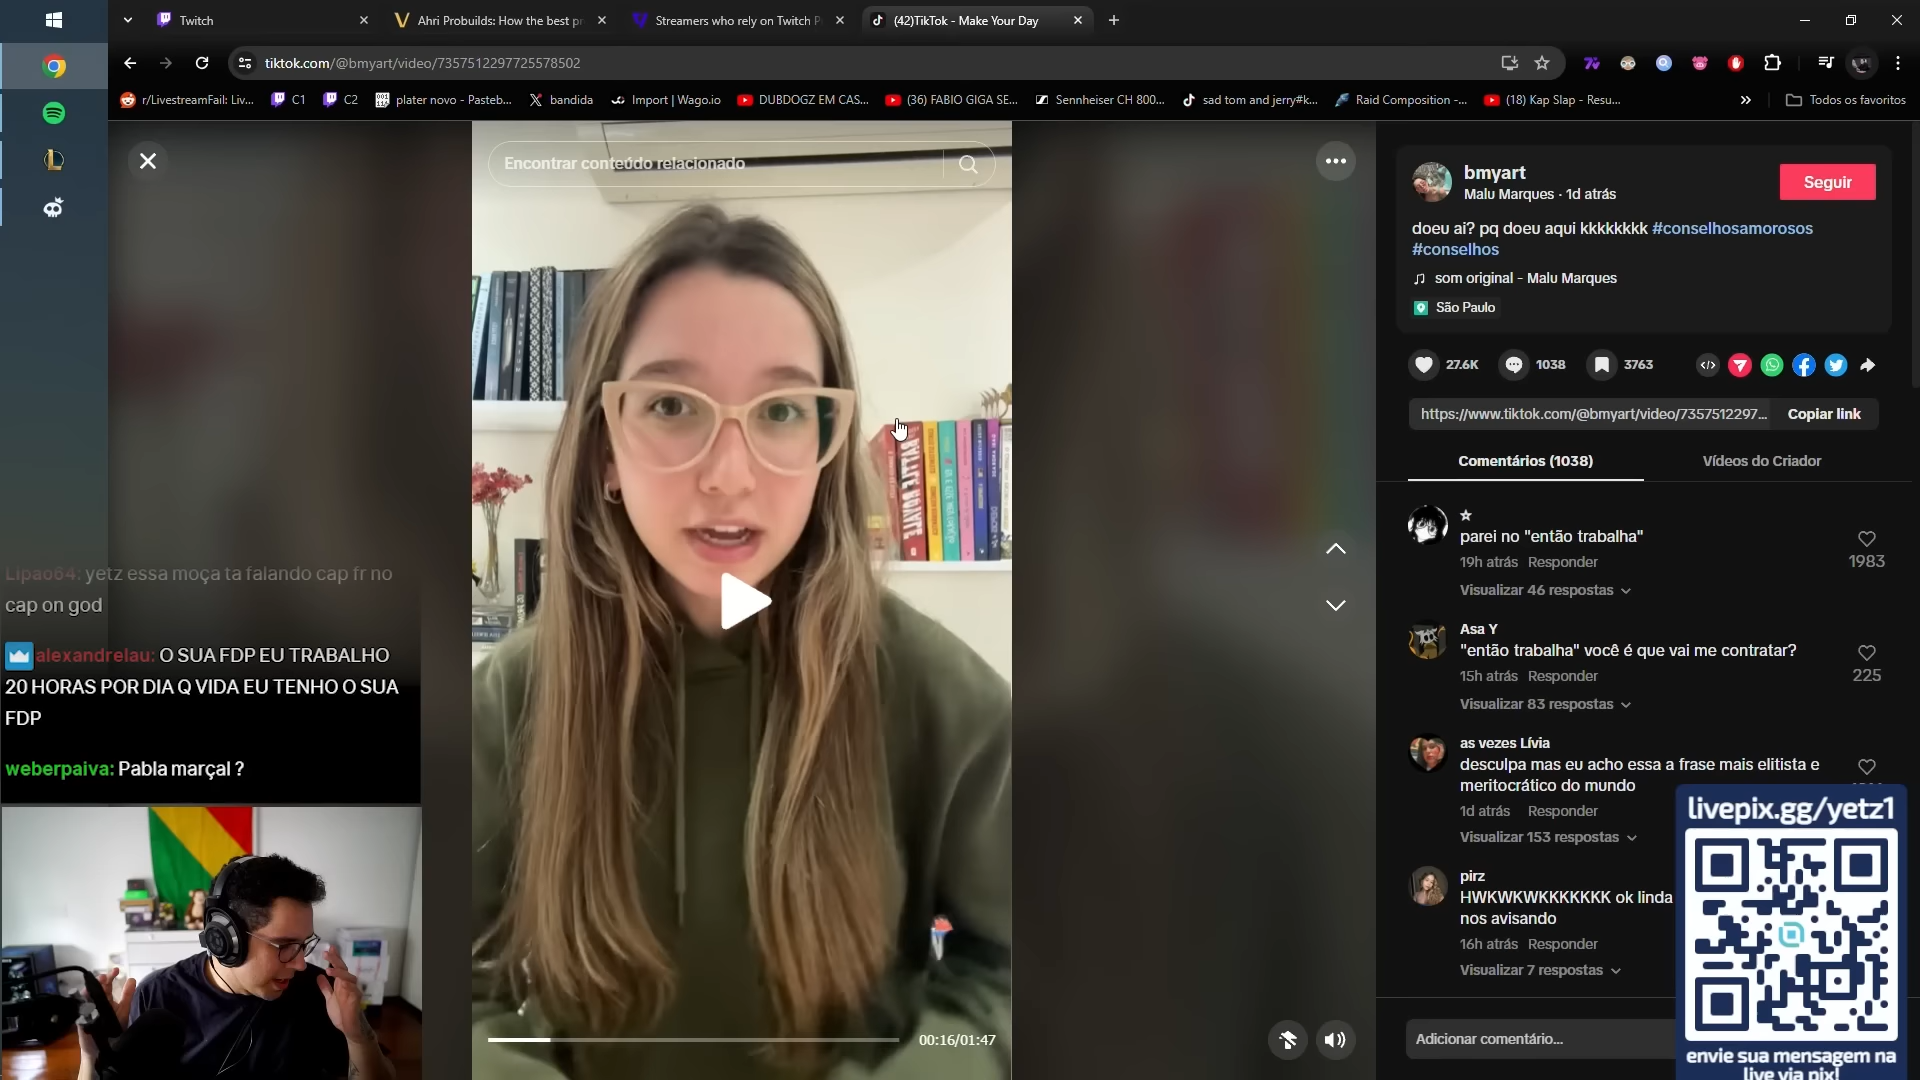 Twitch
Ahri Probuilds: How the best pr
Streamers who rely on Twitch P
(42)TikTok - Make Your Day
tiktok.com/@bmyart/video/7357512297725578502
r/LivestreamFail: Liv...
C1
C2
plater novo - Pasteb...
bandida
Import | Wago.io
DUBDOGZ EM CAS...
(36) FABIO GIGA SE...
Sennheiser CH 800...
sad tom and jerry#k...
Raid Composition -...
(18) Kap Slap - Resu...
Todos os favoritos
Encontrar conteúdo relacionado
BATTLE ROYALE
00:16/01:47
Lipao64: yetz essa moça ta falando cap fr no
cap on god
alexandrelau: O SUA FDP EU TRABALHO
20 HORAS POR DIA Q VIDA EU TENHO O SUA
FDP
weberpaiva: Pabla marçal ?
bmyart
Malu Marques · 1d atrás
Seguir
doeu ai? pq doeu aqui kkkkkkkk #conselhosamorosos
#conselhos
som original - Malu Marques
São Paulo
27.6K
1038
3763
https://www.tiktok.com/@bmyart/video/7357512297...
Copiar link
Comentários (1038)
Vídeos do Criador
☆
parei no "então trabalha"
19h atrás Responder
1983
Visualizar 46 respostas
Asa Y
"então trabalha" você é que vai me contratar?
15h atrás Responder
225
Visualizar 83 respostas
as vezes Lívia
desculpa mas eu acho essa a frase mais elitista e
meritocrático do mundo
1d atrás Responder
Visualizar 153 respostas
pirz
HWKWKWKKKKKKK ok linda
nos avisando
16h atrás Responder
Visualizar 7 respostas
Adicionar comentário...
livepix.gg/yetz1
envie sua mensagem na
live via pix!